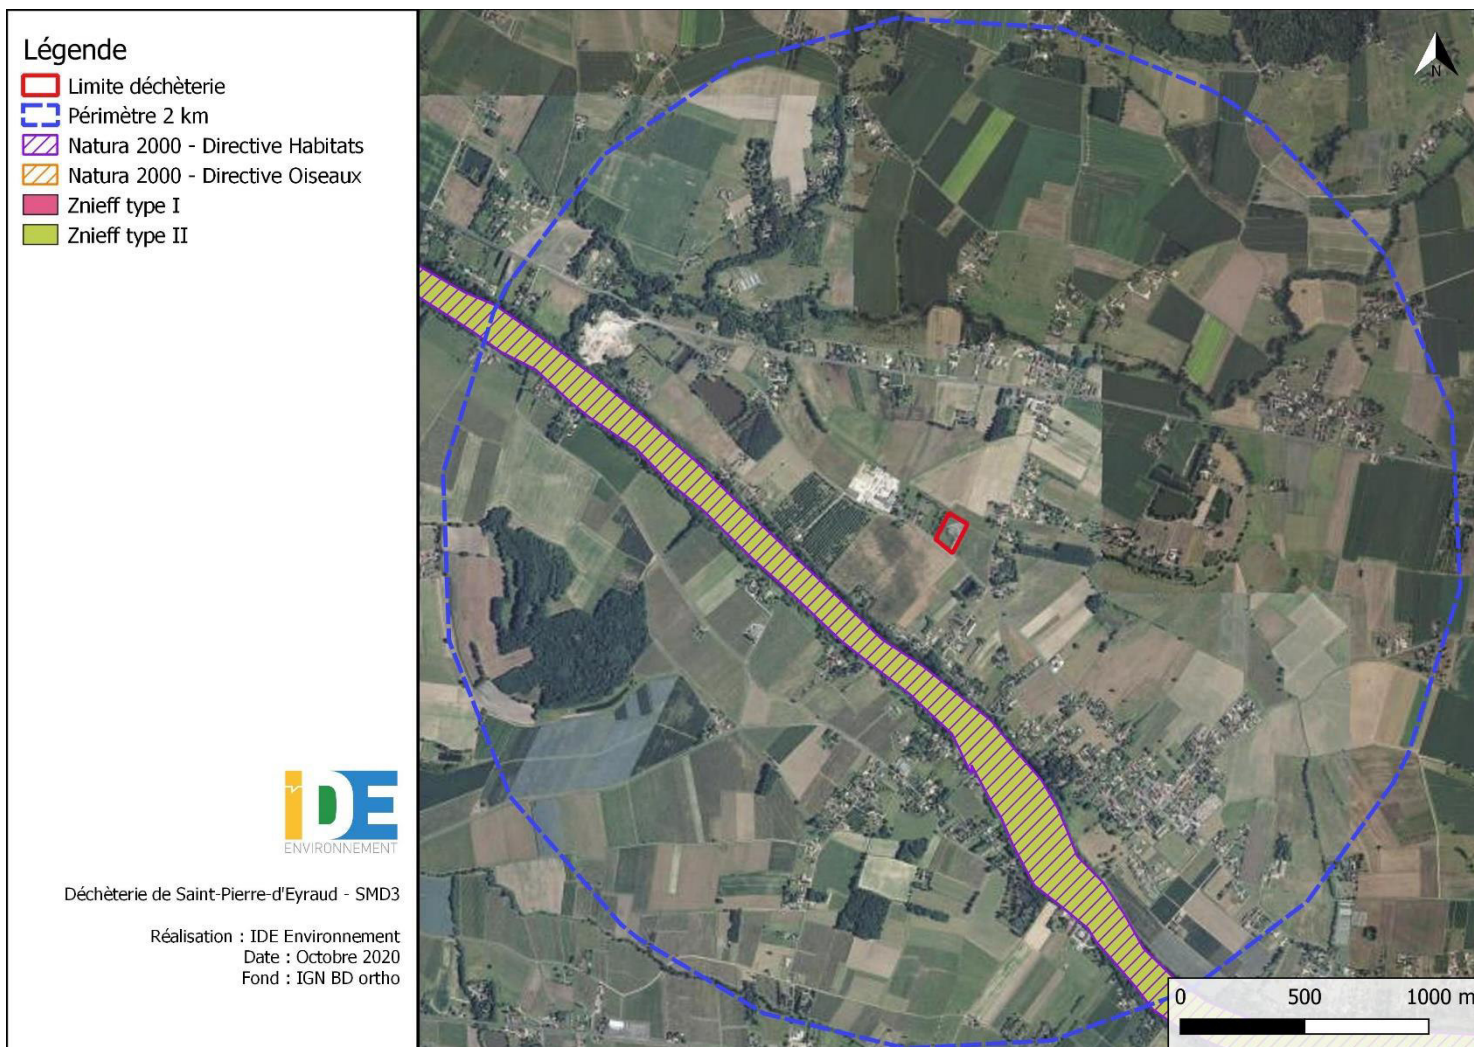 Légende
Limite déchèterie
Périmètre 2 km
Natura 2000 - Directive Habitats
Natura 2000 - Directive Oiseaux
Znieff type I
Znieff type II
N
iDE
ENVIRONNEMENT
Déchèterie de Saint-Pierre-d'Eyraud - SMD3
Réalisation : IDE Environnement
Date : Octobre 2020
Fond : IGN BD ortho
0 500 1000 m